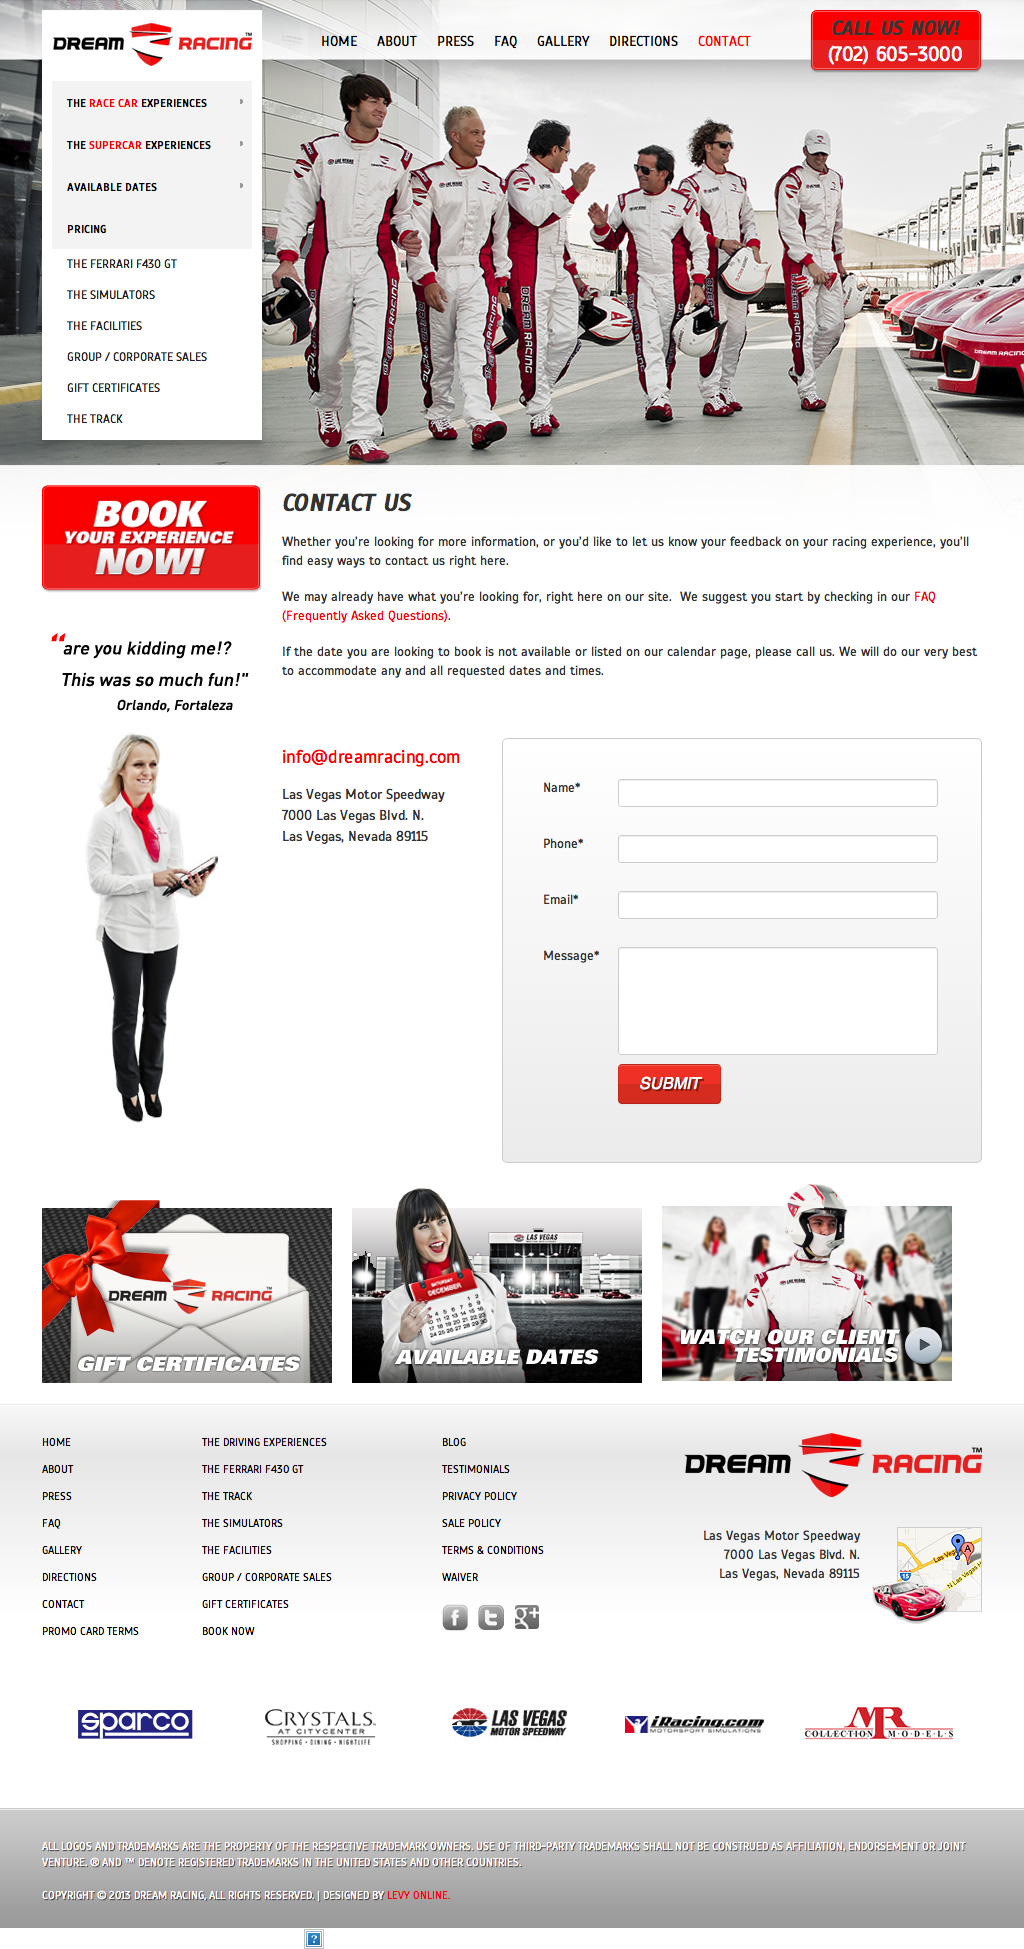 DREAM RACING™
HOME ABOUT PRESS FAQ GALLERY DIRECTIONS CONTACT
CALL US NOW!
(702) 605-3000
THE RACE CAR EXPERIENCES
THE SUPERCAR EXPERIENCES
AVAILABLE DATES
PRICING
THE FERRARI F430 GT
THE SIMULATORS
THE FACILITIES
GROUP / CORPORATE SALES
GIFT CERTIFICATES
THE TRACK
DREAM RACING
DREAM RACING
BOOK
YOUR EXPERIENCE
NOW!
“are you kidding me!?
This was so much fun!"
Orlando, Fortaleza
CONTACT US
Whether you're looking for more information, or you'd like to let us know your feedback on your racing experience, you'll
find easy ways to contact us right here.
We may already have what you're looking for, right here on our site.  We suggest you start by checking in our FAQ
(Frequently Asked Questions).
If the date you are looking to book is not available or listed on our calendar page, please call us. We will do our very best
to accommodate any and all requested dates and times.
info@dreamracing.com
Las Vegas Motor Speedway
7000 Las Vegas Blvd. N.
Las Vegas, Nevada 89115
Name*
Phone*
Email*
Message*
SUBMIT
DREAM RACING™
GIFT CERTIFICATES
LAS VEGAS
SATURDAY
DECEMBER
AVAILABLE DATES
WATCH OUR CLIENT
TESTIMONIALS
HOME
ABOUT
PRESS
FAQ
GALLERY
DIRECTIONS
CONTACT
PROMO CARD TERMS
THE DRIVING EXPERIENCES
THE FERRARI F430 GT
THE TRACK
THE SIMULATORS
THE FACILITIES
GROUP / CORPORATE SALES
GIFT CERTIFICATES
BOOK NOW
BLOG
TESTIMONIALS
PRIVACY POLICY
SALE POLICY
TERMS & CONDITIONS
WAIVER
DREAM RACING™
Las Vegas Motor Speedway
7000 Las Vegas Blvd. N.
Las Vegas, Nevada 89115
Las Veg
A
15
N Las Vegas
sparco
CRYSTALS
AT CITYCENTER
SHOPPING • DINING • NIGHTLIFE
LAS VEGAS
MOTOR SPEEDWAY
iRacing.com
MOTORSPORT SIMULATIONS
MR
COLLECTION MODELS
ALL LOGOS AND TRADEMARKS ARE THE PROPERTY OF THE RESPECTIVE TRADEMARK OWNERS. USE OF THIRD-PARTY TRADEMARKS SHALL NOT BE CONSTRUED AS AFFILIATION, ENDORSEMENT OR JOINT
VENTURE. ® AND ™ DENOTE REGISTERED TRADEMARKS IN THE UNITED STATES AND OTHER COUNTRIES.
COPYRIGHT © 2013 DREAM RACING, ALL RIGHTS RESERVED. | DESIGNED BY LEVY ONLINE.